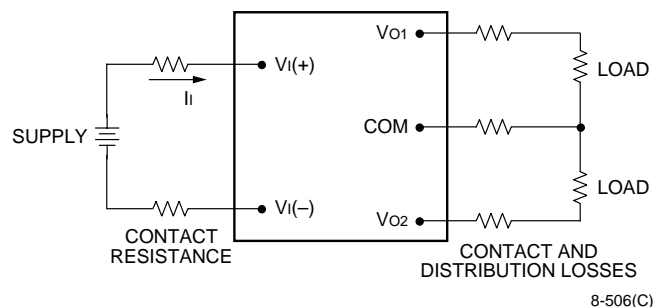 VO1
VI(+)
LOAD
II
COM
SUPPLY
LOAD
VI(–)
VO2
CONTACT
RESISTANCE
CONTACT AND
DISTRIBUTION LOSSES
8-506(C)